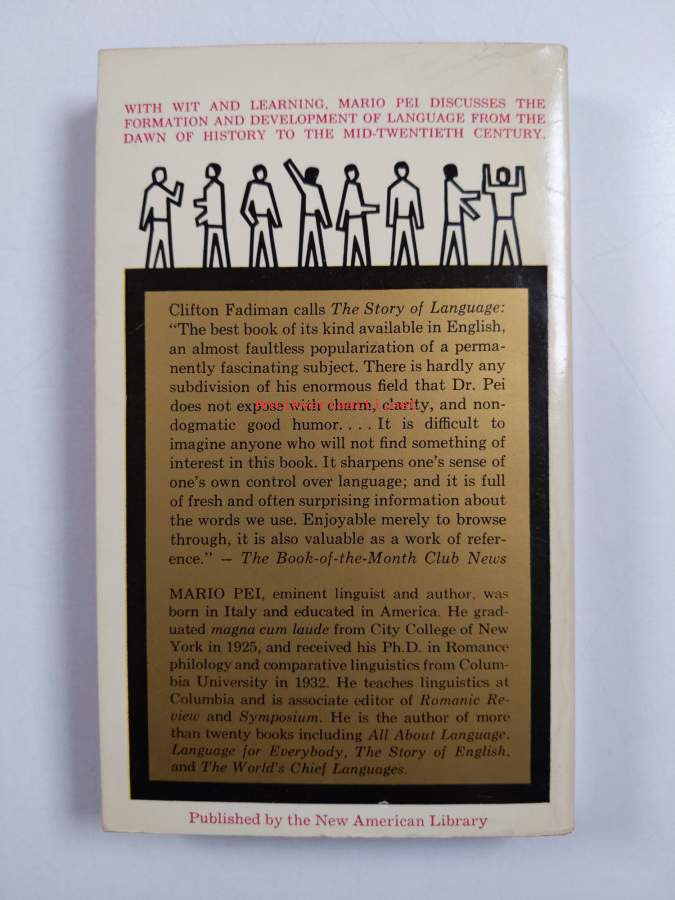 WITH WIT AND LEARNING, MARIO PEI DISCUSSES THE
FORMATION AND DEVELOPMENT OF LANGUAGE FROM THE
DAWN OF HISTORY TO THE MID-TWENTIETH CENTURY.
Clifton Fadiman calls The Story of Language:
“The best book of its kind available in English,
an almost faultless popularization of a perma-
nently fascinating subject. There is hardly any
subdivision of his enormous field that Dr. Pei
does not expose with charm, clarity, and non-
dogmatic good humor. . . . It is difficult to
imagine anyone who will not find something of
interest in this book. It sharpens one’s sense of
one’s own control over language; and it is full
of fresh and often surprising information about
the words we use. Enjoyable merely to browse
through, it is also valuable as a work of refer-
ence.” – The Book-of-the-Month Club News
MARIO PEI, eminent linguist and author, was
born in Italy and educated in America. He grad-
uated magna cum laude from City College of New
York in 1925, and received his Ph.D. in Romance
philology and comparative linguistics from Colum-
bia University in 1932. He teaches linguistics at
Columbia and is associate editor of Romanic Re-
view and Symposium. He is the author of more
than twenty books including All About Language,
Language for Everybody, The Story of English,
and The World’s Chief Languages.
Published by the New American Library